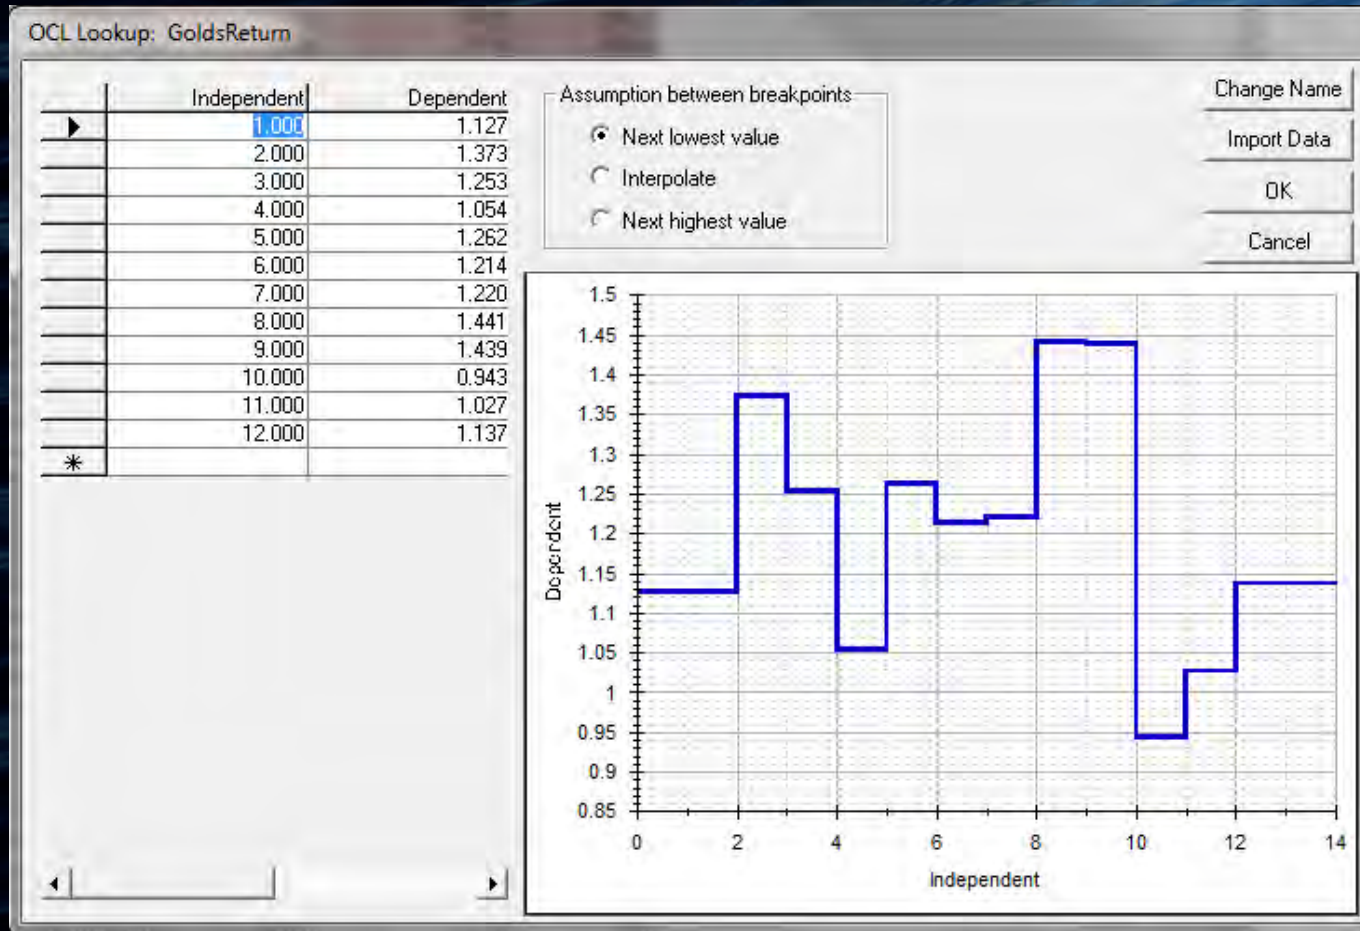 OCL Lookup: GoldsReturn
Independent Dependent
1.000 1.127
2.000 1.373
3.000 1.253
4.000 1.054
5.000 1.262
6.000 1.214
7.000 1.220
8.000 1.441
9.000 1.439
10.000 0.943
11.000 1.027
12.000 1.137
*
Assumption between breakpoints
Next lowest value
Interpolate
Next highest value
Change Name
Import Data
OK
Cancel
1.5
1.45
1.4
1.35
1.3
1.25
1.2
1.15
1.1
1.05
1
0.95
0.9
0.85
Dependent
0 2 4 6 8 10 12 14
Independent